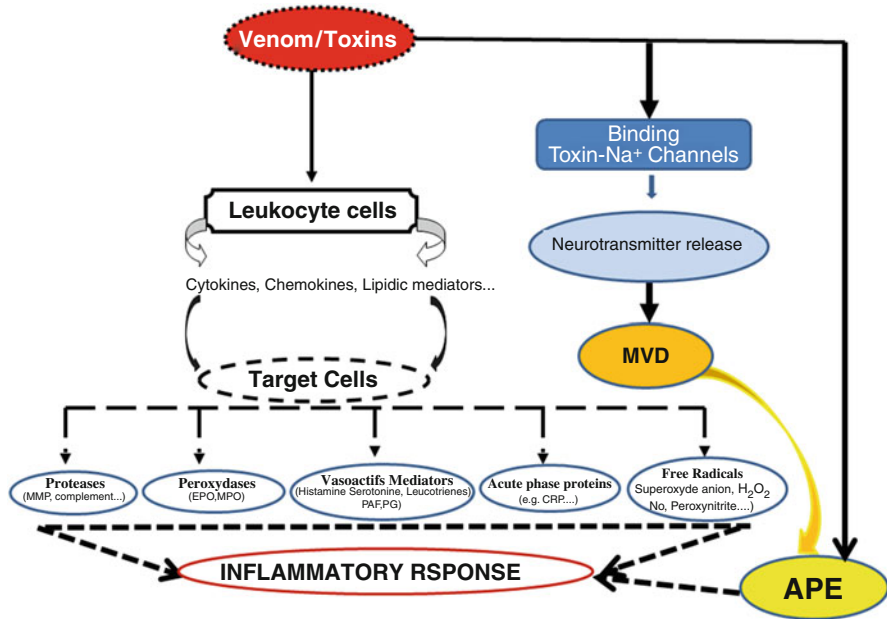 Venom/Toxins
Binding
Toxin-Na⁺ Channels
Leukocyte cells
Neurotransmitter release
Cytokines, Chemokines, Lipidic mediators...
MVD
Target Cells
Proteases
(MMP, complement...)
Peroxydases
(EPO,MPO)
Vasoactifs Mediators
(Histamine Serotonine, Leucotrienes)
PAF,PG)
Acute phase proteins
(e.g. CRP....)
Free Radicals
Superoxyde anion, H₂O₂
No, Peroxynitrite....)
INFLAMMATORY RSPONSE
APE